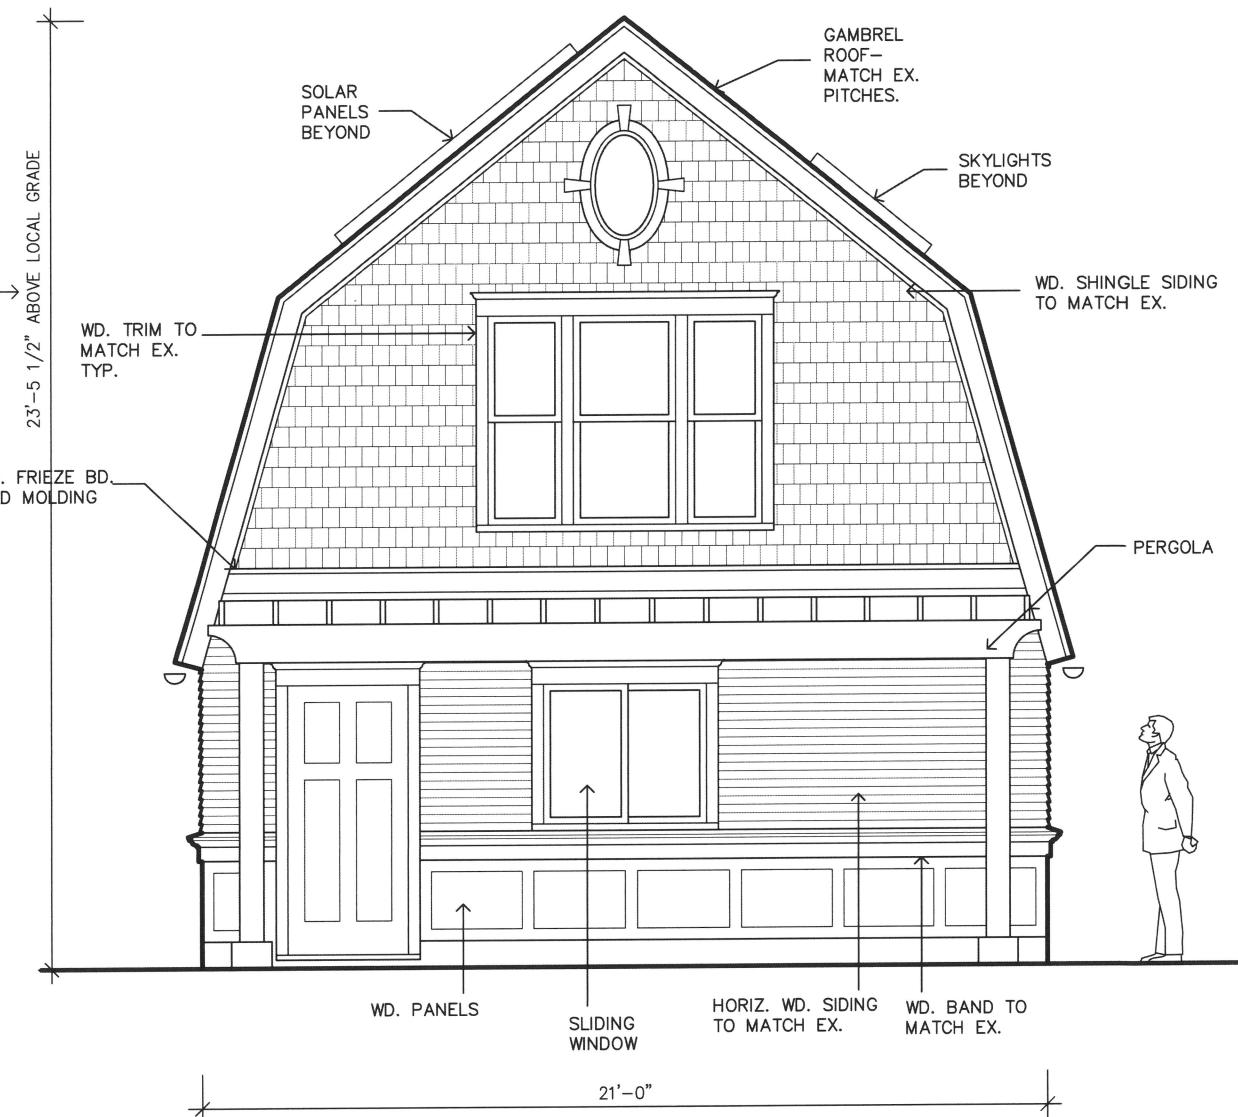 GAMBREL
ROOF-
MATCH EX.
PITCHES.
SOLAR
PANELS
BEYOND
SKYLIGHTS
BEYOND
23'-5 1/2" ABOVE LOCAL GRADE
WD. SHINGLE SIDING
TO MATCH EX.
WD. TRIM TO
MATCH EX.
TYP.
. FRIEZE BD.
D MOLDING
PERGOLA
WD. PANELS
SLIDING
WINDOW
HORIZ. WD. SIDING
TO MATCH EX.
WD. BAND TO
MATCH EX.
21'-0"